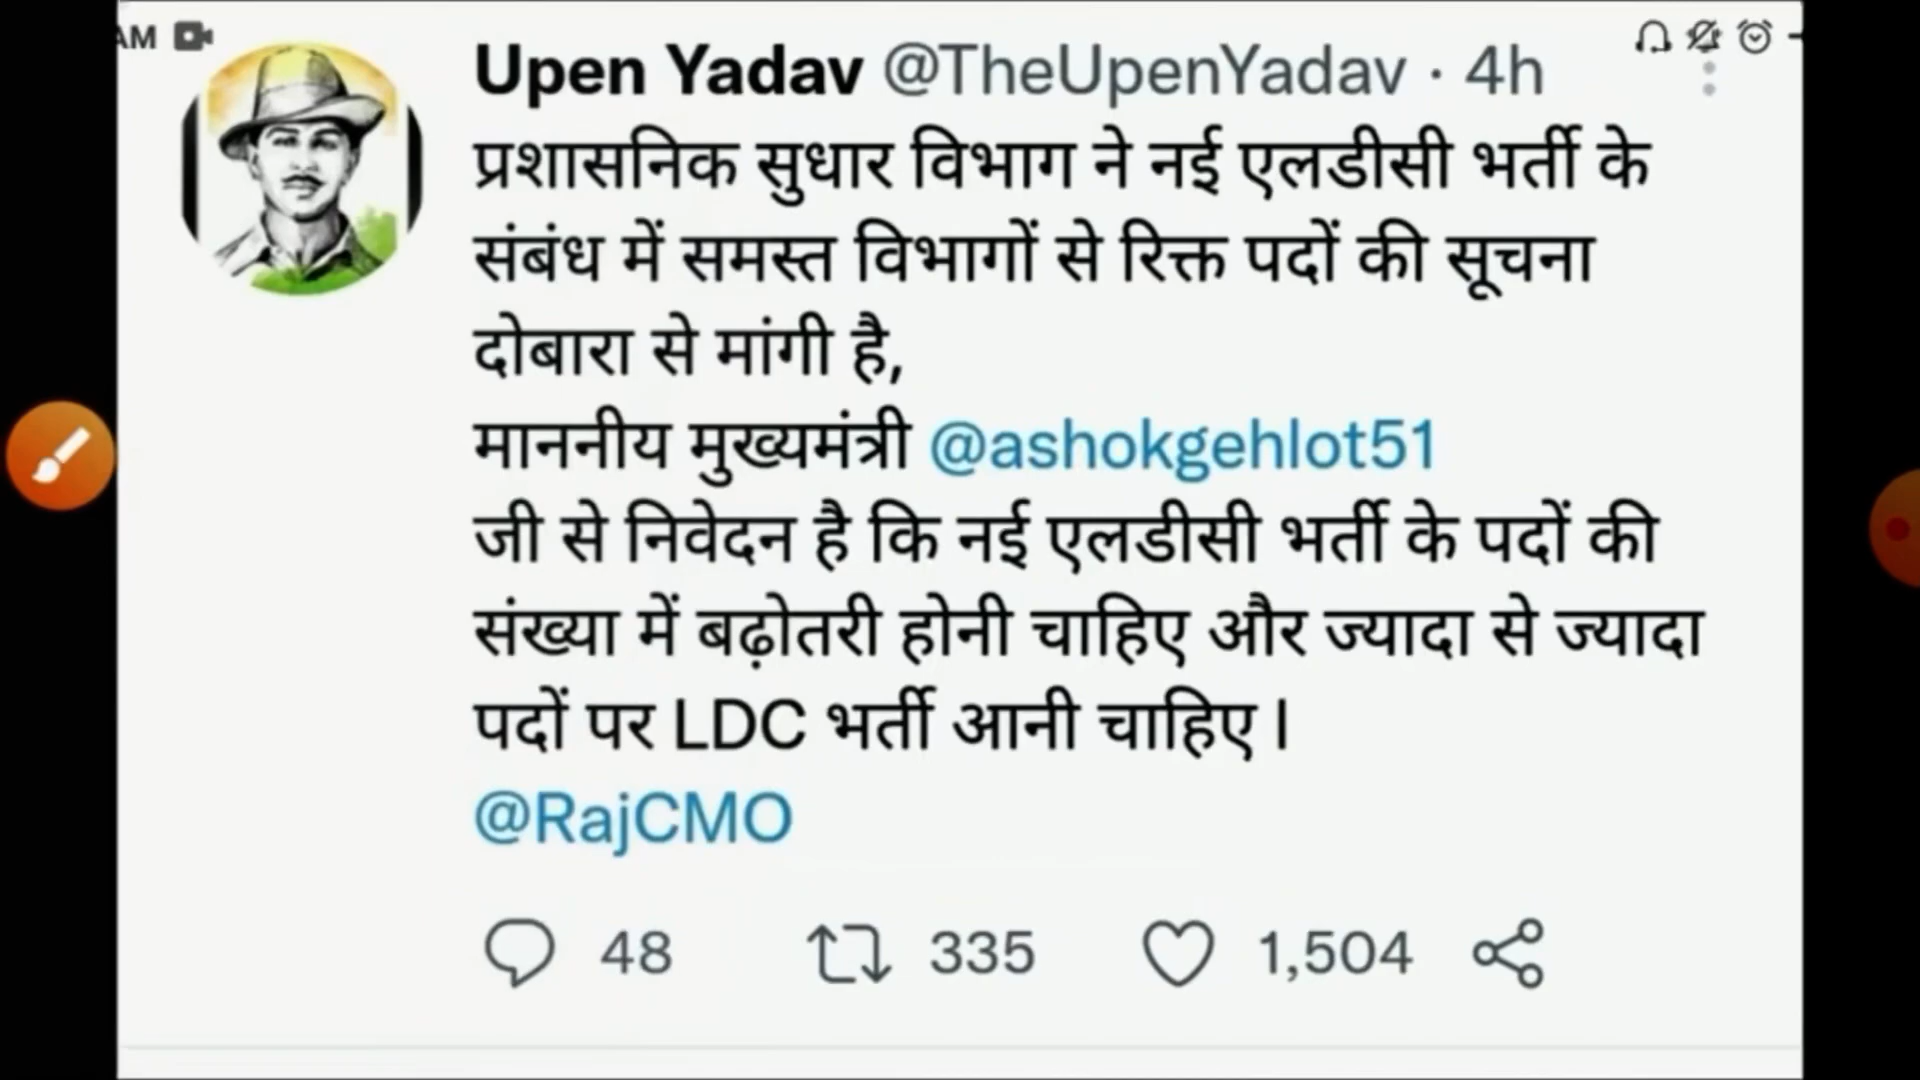 AM
Upen Yadav @TheUpenYadav · 4h
प्रशासनिक सुधार विभाग ने नई एलडीसी भर्ती के
संबंध में समस्त विभागों से रिक्त पदों की सूचना
दोबारा से मांगी है,
माननीय मुख्यमंत्री @ashokgehlot51
जी से निवेदन है कि नई एलडीसी भर्ती के पदों की
संख्या में बढ़ोतरी होनी चाहिए और ज्यादा से ज्यादा
पदों पर LDC भर्ती आनी चाहिए l
@RajCMO
48 335 1,504